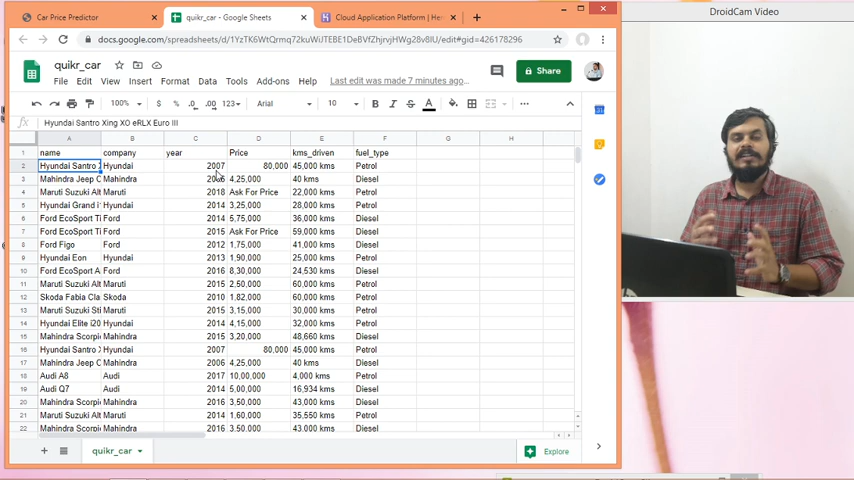 DroidCam Video
Car Price Predictor
quikr_car - Google Sheets
Cloud Application Platform | He
docs.google.com/spreadsheets/d/1YzTK6WtQrmq72kuWiJTEBE1DeBVfZhjrvjHWg28v8IU/edit#gid=426178296
quikr_car
File Edit View Insert Format Data Tools Add-ons Help
Last edit was made 7 minutes ago...
Share
100% $ % .0 .00 123 Arial 10 B I S A
fx Hyundai Santro Xing XO eRLX Euro III
A B C D E F G H
1 name company year Price kms_driven fuel_type
2 Hyundai Santro Hyundai 2007 80,000 45,000 kms Petrol
3 Mahindra Jeep C Mahindra 2006 4,25,000 40 kms Diesel
4 Maruti Suzuki Alt Maruti 2018 Ask For Price 22,000 kms Petrol
5 Hyundai Grand i Hyundai 2014 3,25,000 28,000 kms Petrol
6 Ford EcoSport Ti Ford 2014 5,75,000 36,000 kms Diesel
7 Ford EcoSport Ti Ford 2015 Ask For Price 59,000 kms Diesel
8 Ford Figo Ford 2012 1,75,000 41,000 kms Diesel
9 Hyundai Eon Hyundai 2013 1,90,000 25,000 kms Petrol
10 Ford EcoSport A Ford 2016 8,30,000 24,530 kms Diesel
11 Maruti Suzuki Alt Maruti 2015 2,50,000 60,000 kms Petrol
12 Skoda Fabia Cla Skoda 2010 1,82,000 60,000 kms Petrol
13 Maruti Suzuki Sti Maruti 2015 3,15,000 30,000 kms Petrol
14 Hyundai Elite i20 Hyundai 2014 4,15,000 32,000 kms Petrol
15 Mahindra Scorpi Mahindra 2015 3,20,000 48,660 kms Diesel
16 Hyundai Santro Hyundai 2007 80,000 45,000 kms Petrol
17 Mahindra Jeep C Mahindra 2006 4,25,000 40 kms Diesel
18 Audi A8 Audi 2017 10,00,000 4,000 kms Petrol
19 Audi Q7 Audi 2014 5,00,000 16,934 kms Diesel
20 Mahindra Scorpi Mahindra 2016 3,50,000 43,000 kms Diesel
21 Maruti Suzuki Alt Maruti 2014 1,60,000 35,550 kms Petrol
22 Mahindra Scorpi Mahindra 2016 3,50,000 43,000 kms Diesel
quikr_car
Explore